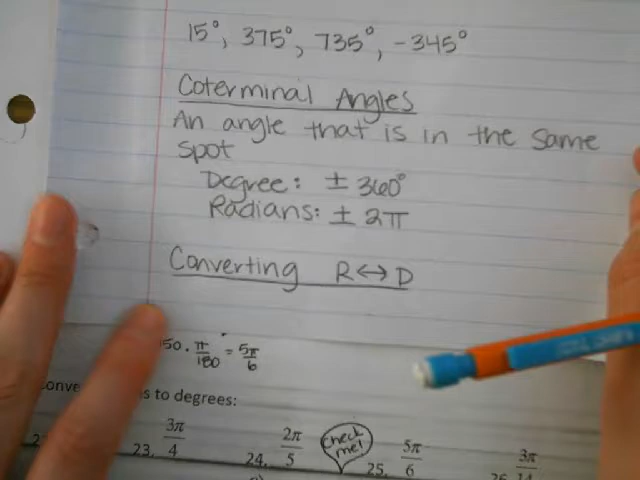 15°, 375°, 735°, -345°
Coterminal Angles
An angle that is in the same
spot
Degree: ± 360°
Radians: ± 2π
Converting R↔D
50 · π/180 = 5π/6
s to degrees:
23. 3π/4
24. 2π/5
check me!
25. 5π/6